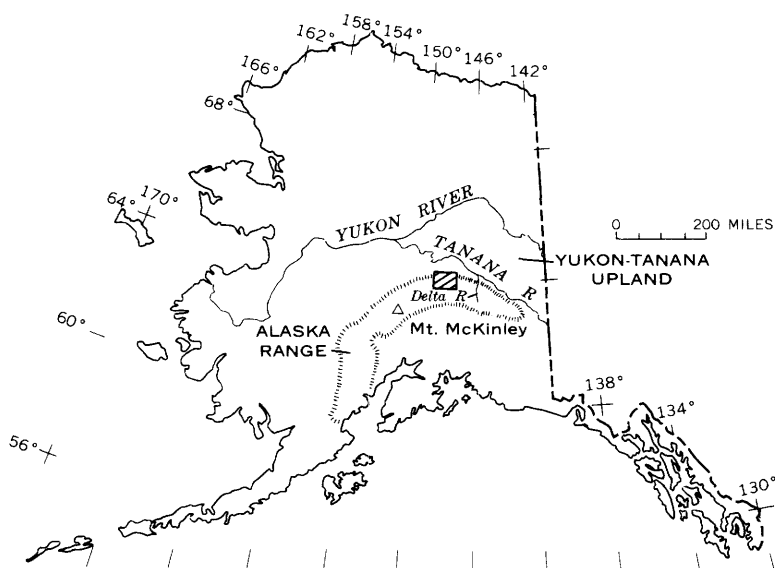 158°
162° 154°
150° 146°
166° 142°
68°
170°
64°
YUKON RIVER
0 200 MILES
TANANA R
YUKON-TANANA
UPLAND
Delta R
60°
ALASKA
RANGE
Mt. McKinley
138°
134°
56°
130°